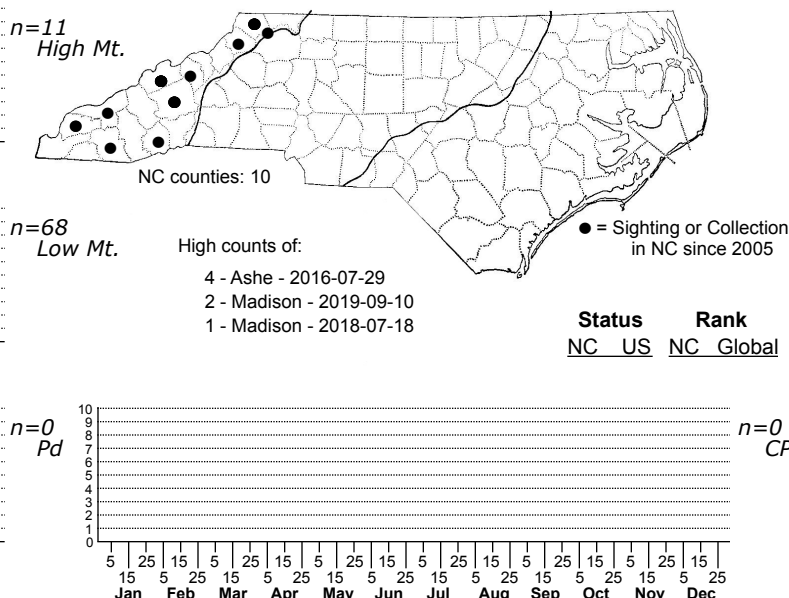 n=11
High Mt.
NC counties: 10
n=68
Low Mt.
High counts of:
4 - Ashe - 2016-07-29
2 - Madison - 2019-09-10
1 - Madison - 2018-07-18
● = Sighting or Collection
in NC since 2005
Status Rank
NC US NC Global
n=0
Pd
10
9
8
7
6
5
4
3
2
1
0
n=0
CP
5 25 15 5 25 15 5 25 15 5 25 15 5 25 15 5 25 15
15 5 25 15 5 25 15 5 25 15 5 25 15 5 25 15 5 25
Jan Feb Mar Apr May Jun Jul Aug Sep Oct Nov Dec